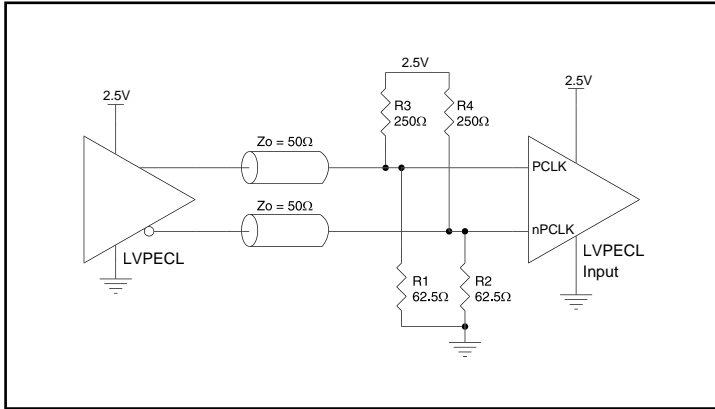 2.5V
2.5V
2.5V
R3
250Ω
R4
250Ω
Zo = 50Ω
PCLK
Zo = 50Ω
nPCLK
LVPECL
LVPECL
Input
R1
62.5Ω
R2
62.5Ω